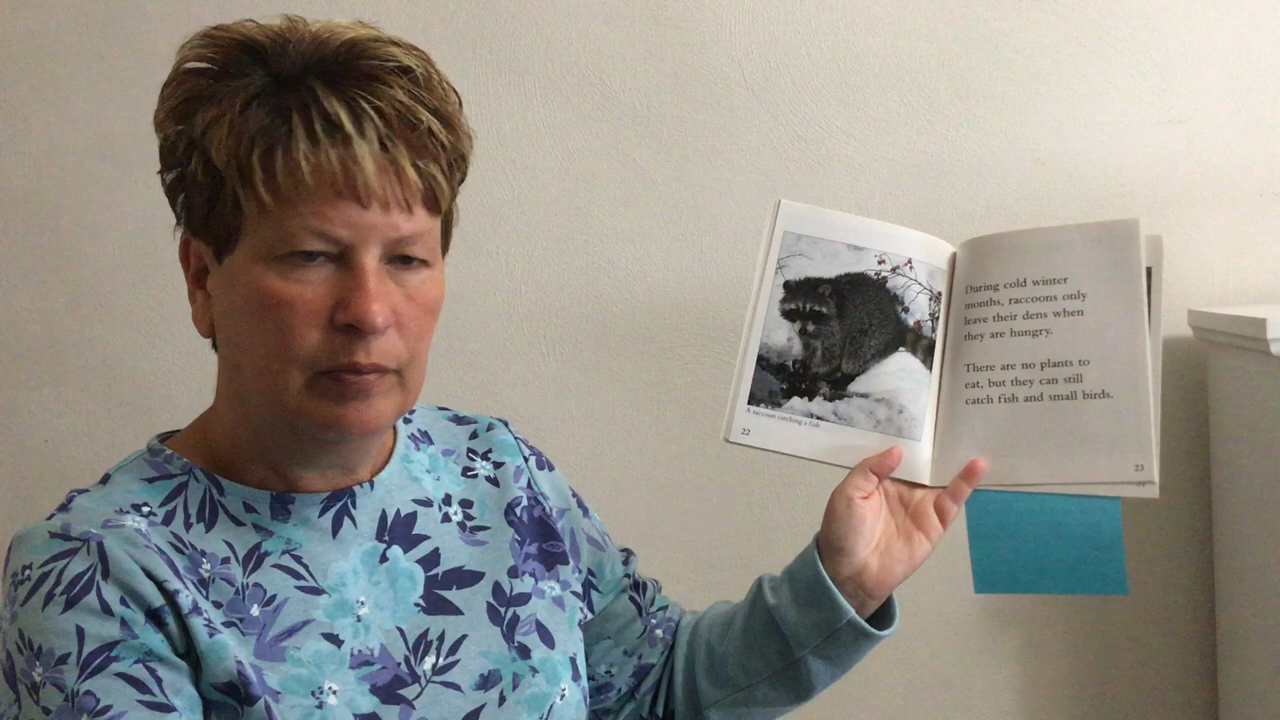 A raccoon catching a fish
22
During cold winter
months, raccoons only
leave their dens when
they are hungry.
There are no plants to
eat, but they can still
catch fish and small birds.
23